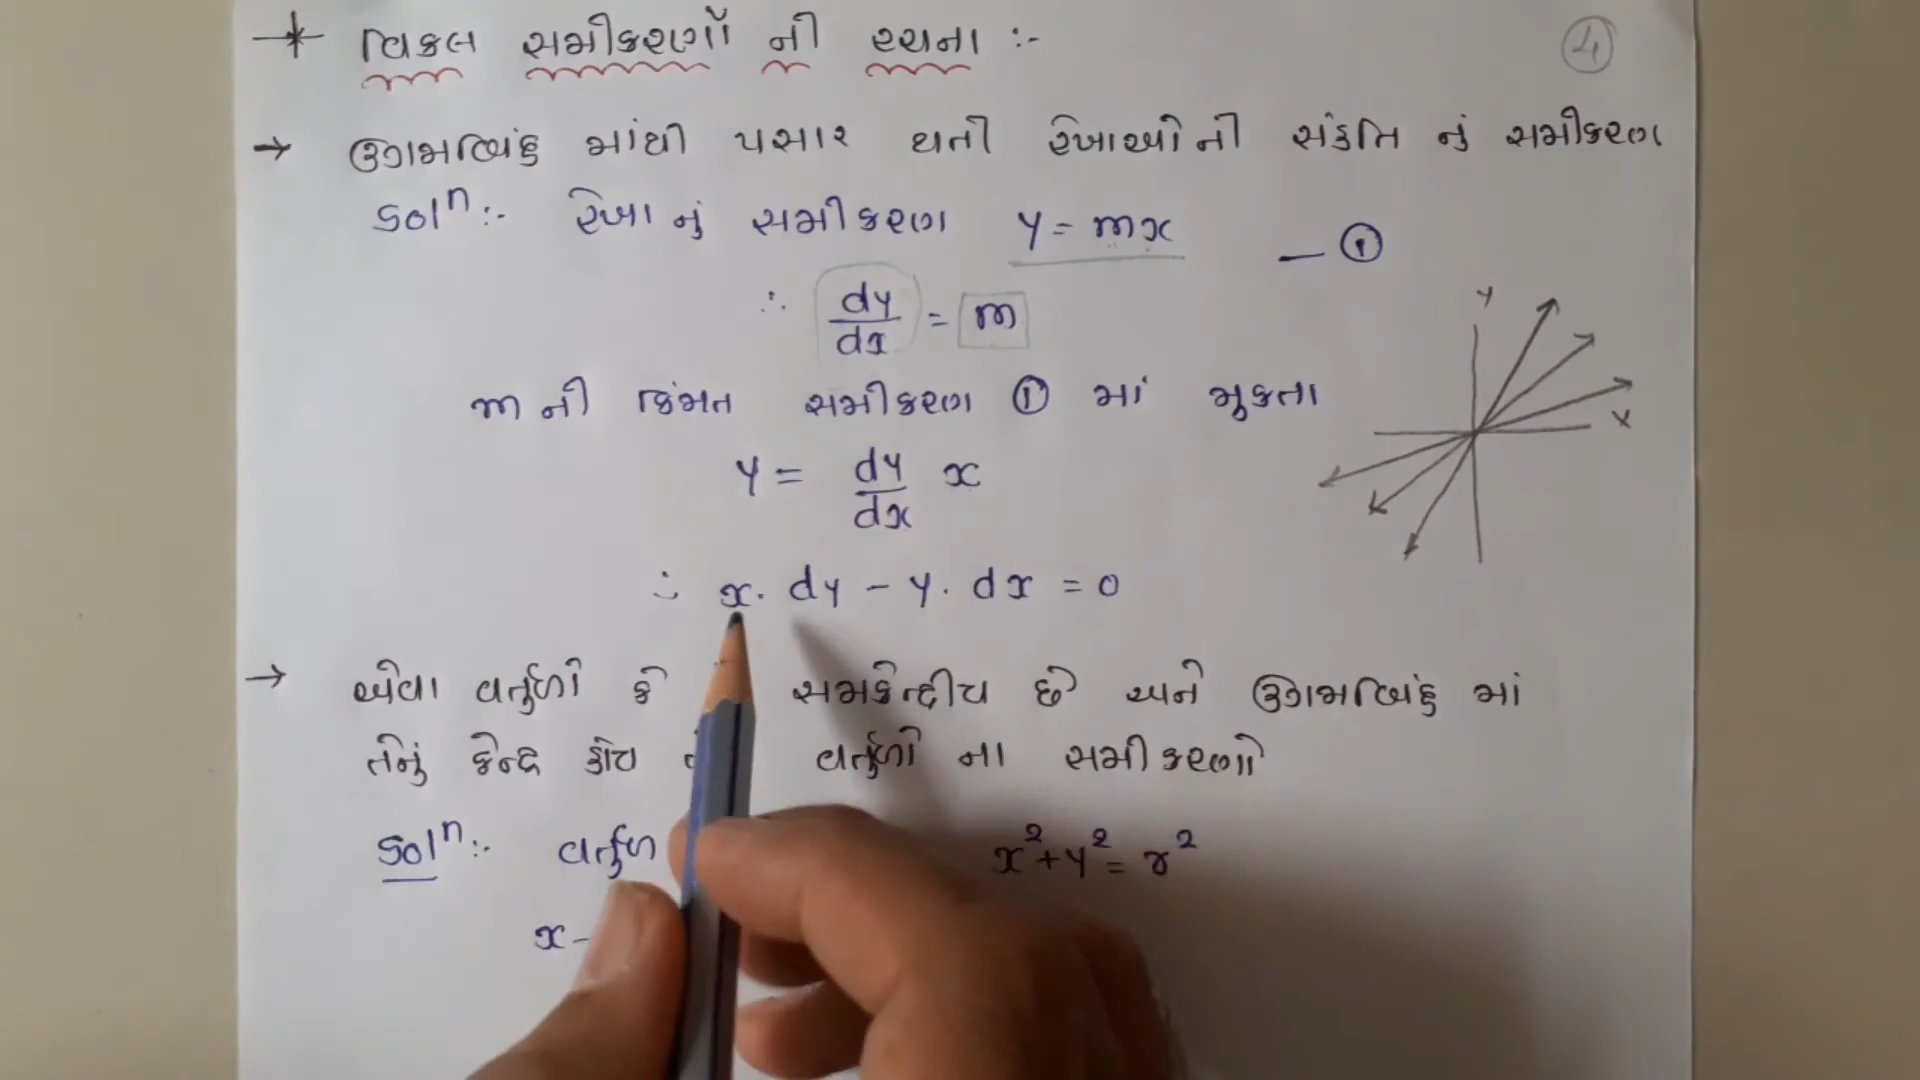 * વિકલ સમીકરણોં ની રચના :-
4
→ ઊગમબિંદુ માંથી પસાર થતી રેખાઓની સંહતિ નું સમીકરણ
Solⁿ :- રેખા નું સમીકરણ y = mx — ①
∴ dy/dx = m
m ની કિંમત સમીકરણ ① માં મૂકતા
y = dy/dx x
∴ x · dy - y · dx = 0
Y
X
→ એવા વર્તુળો કે સમકેન્દ્રીય છે અને ઊગમબિંદુ માં
તેનું કેન્દ્ર હોય વર્તુળો ના સમીકરણો
Solⁿ :- વર્તુળ x² + y² = r²
x -